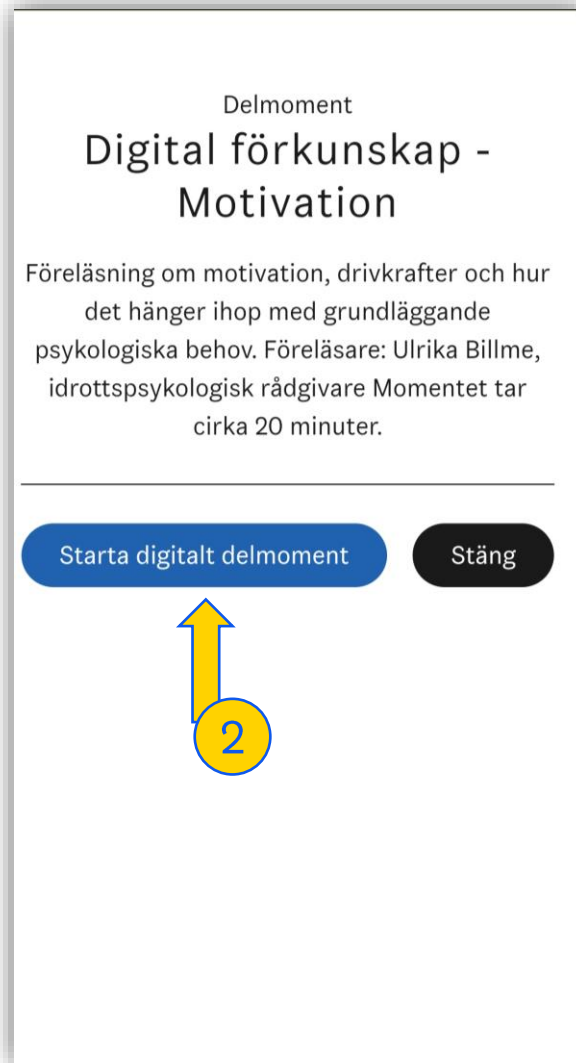 Delmoment
Digital förkunskap -
Motivation
Föreläsning om motivation, drivkrafter och hur
det hänger ihop med grundläggande
psykologiska behov. Föreläsare: Ulrika Billme,
idrottspsykologisk rådgivare Momentet tar
cirka 20 minuter.
Starta digitalt delmoment
Stäng
2